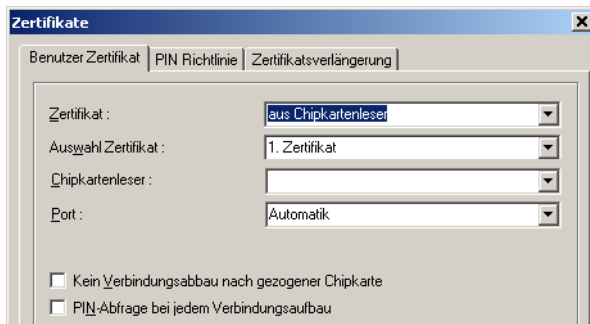 Zertifikate
Benutzer Zertifikat PIN Richtlinie Zertifikatsverlängerung
Zertifikat : aus Chipkartenleser
Auswahl Zertifikat : 1. Zertifikat
Chipkartenleser :
Port : Automatik
Kein Verbindungsabbau nach gezogener Chipkarte
PIN-Abfrage bei jedem Verbindungsaufbau